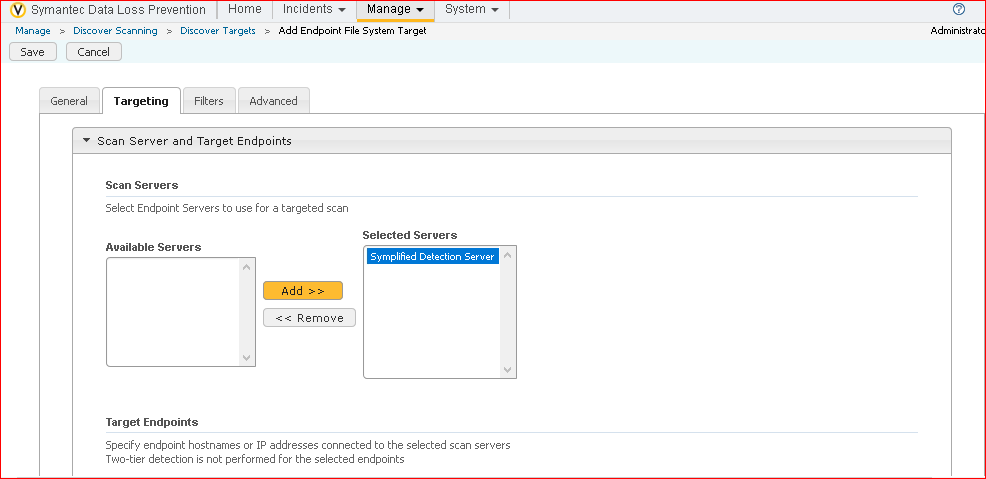 Symantec Data Loss Prevention Home Incidents Manage System
Manage > Discover Scanning > Discover Targets > Add Endpoint File System Target Administrato
Save Cancel
General Targeting Filters Advanced
Scan Server and Target Endpoints
Scan Servers
Select Endpoint Servers to use for a targeted scan
Selected Servers
Available Servers
Symplified Detection Server
Add >>
<< Remove
Target Endpoints
Specify endpoint hostnames or IP addresses connected to the selected scan servers
Two-tier detection is not performed for the selected endpoints